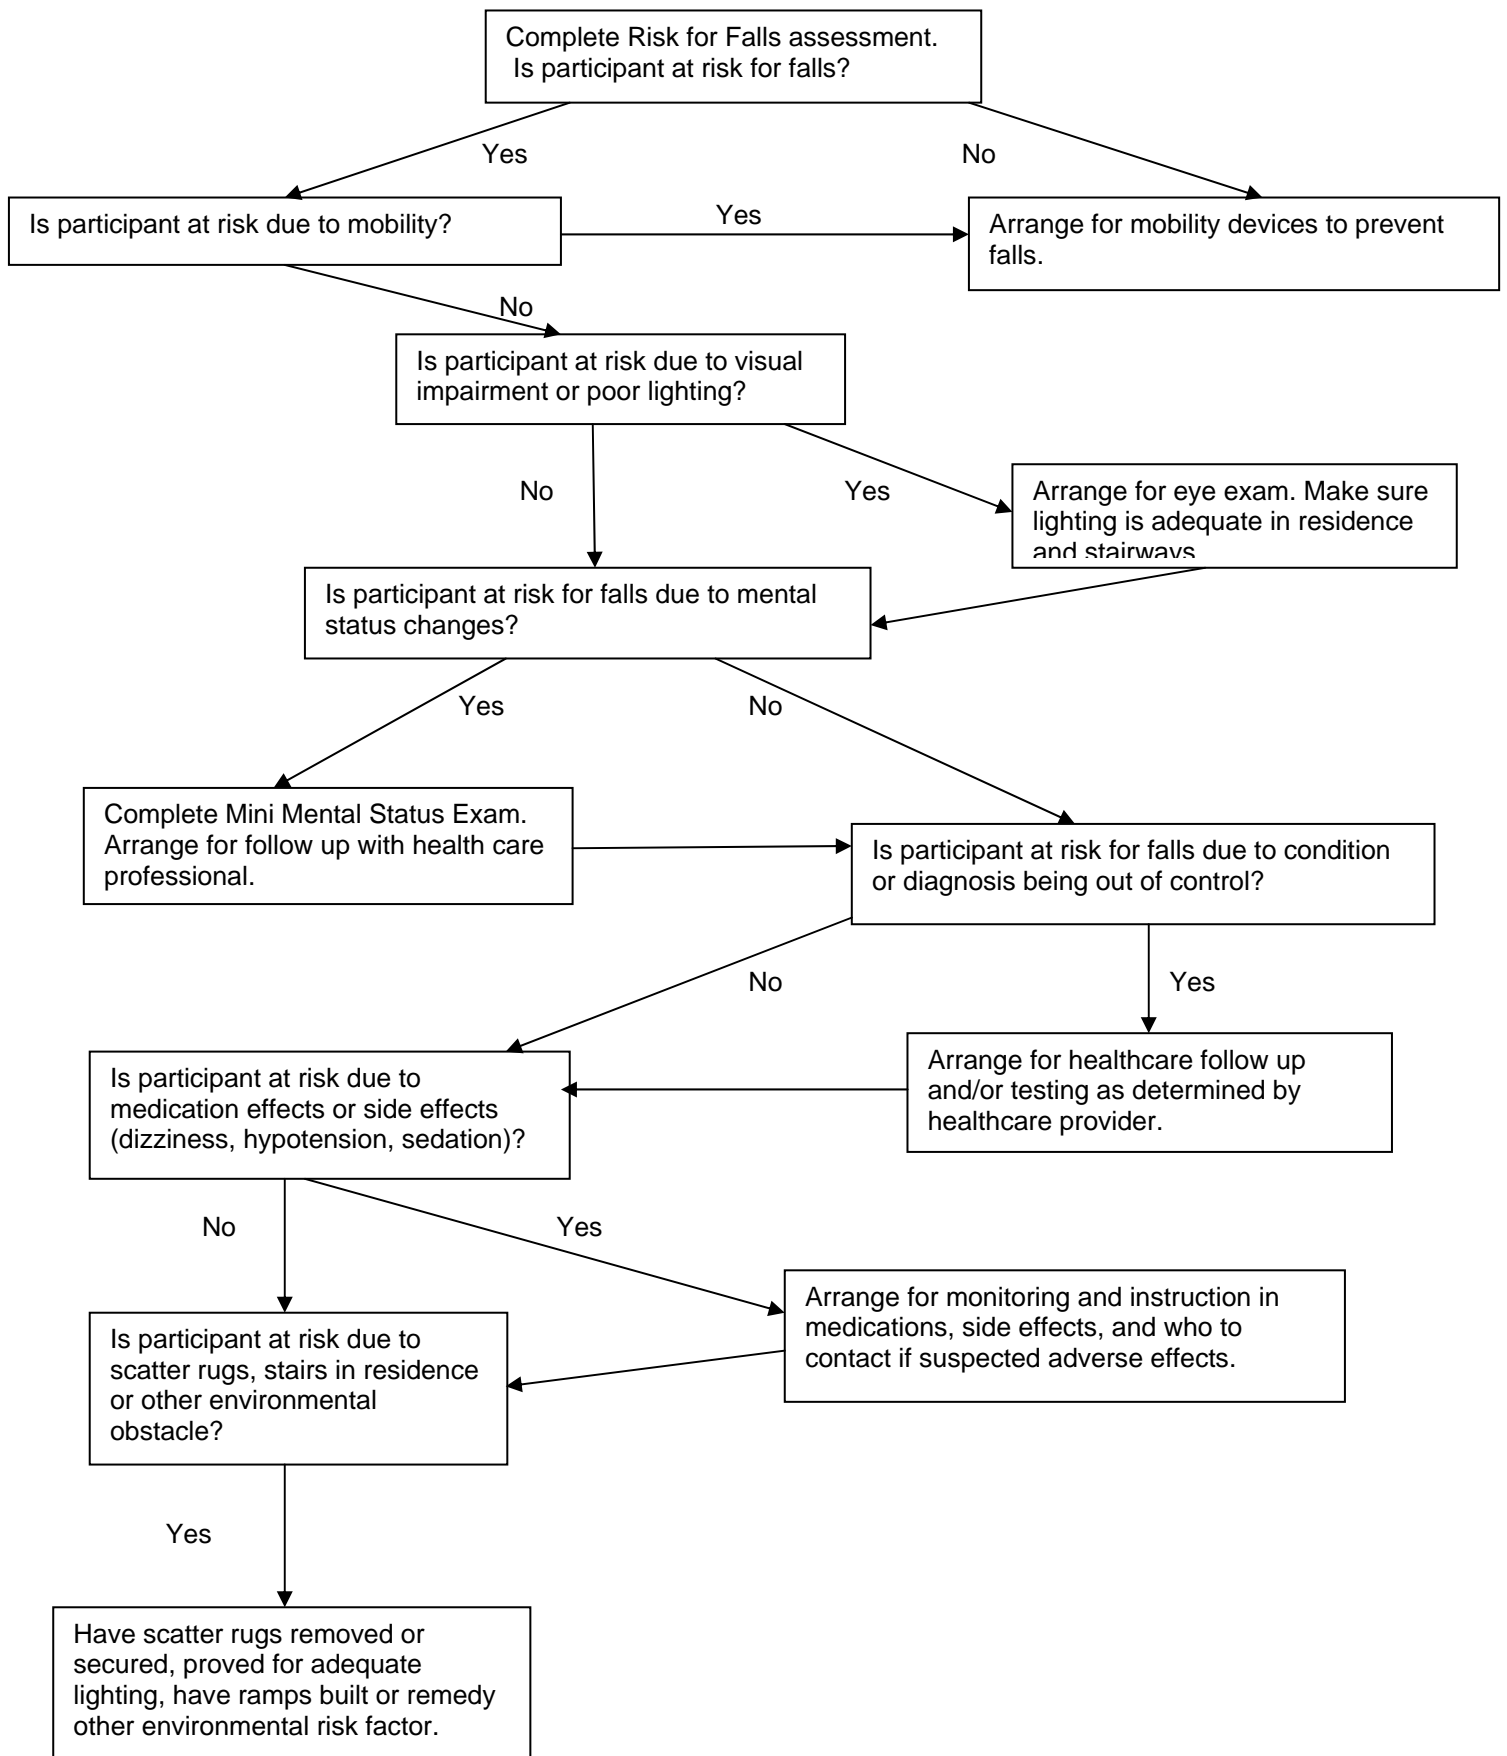 Complete Risk for Falls assessment.
Is participant at risk for falls?
Yes
No
Is participant at risk due to mobility?
Yes
Arrange for mobility devices to prevent
falls.
No
Is participant at risk due to visual
impairment or poor lighting?
No
Yes
Arrange for eye exam. Make sure
lighting is adequate in residence
and stairways
Is participant at risk for falls due to mental
status changes?
Yes
No
Complete Mini Mental Status Exam.
Arrange for follow up with health care
professional.
Is participant at risk for falls due to condition
or diagnosis being out of control?
No
Yes
Is participant at risk due to
medication effects or side effects
(dizziness, hypotension, sedation)?
Arrange for healthcare follow up
and/or testing as determined by
healthcare provider.
No
Yes
Arrange for monitoring and instruction in
medications, side effects, and who to
contact if suspected adverse effects.
Is participant at risk due to
scatter rugs, stairs in residence
or other environmental
obstacle?
Yes
Have scatter rugs removed or
secured, proved for adequate
lighting, have ramps built or remedy
other environmental risk factor.